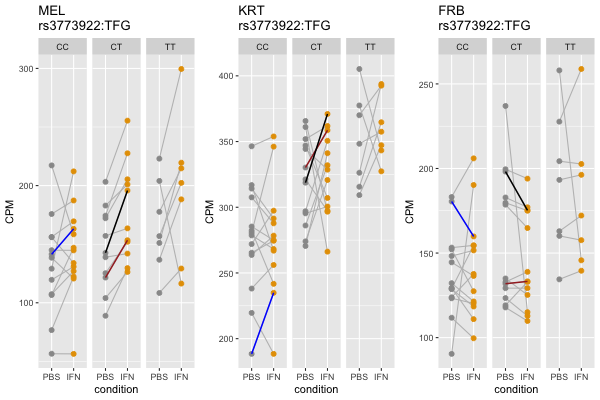 MEL
rs3773922:TFG
CC CT TT
CPM
300
200
100
PBS IFN PBS IFN PBS IFN
condition
KRT
rs3773922:TFG
CC CT TT
CPM
400
350
300
250
200
PBS IFN PBS IFN PBS IFN
condition
FRB
rs3773922:TFG
CC CT TT
CPM
250
200
150
100
PBS IFN PBS IFN PBS IFN
condition